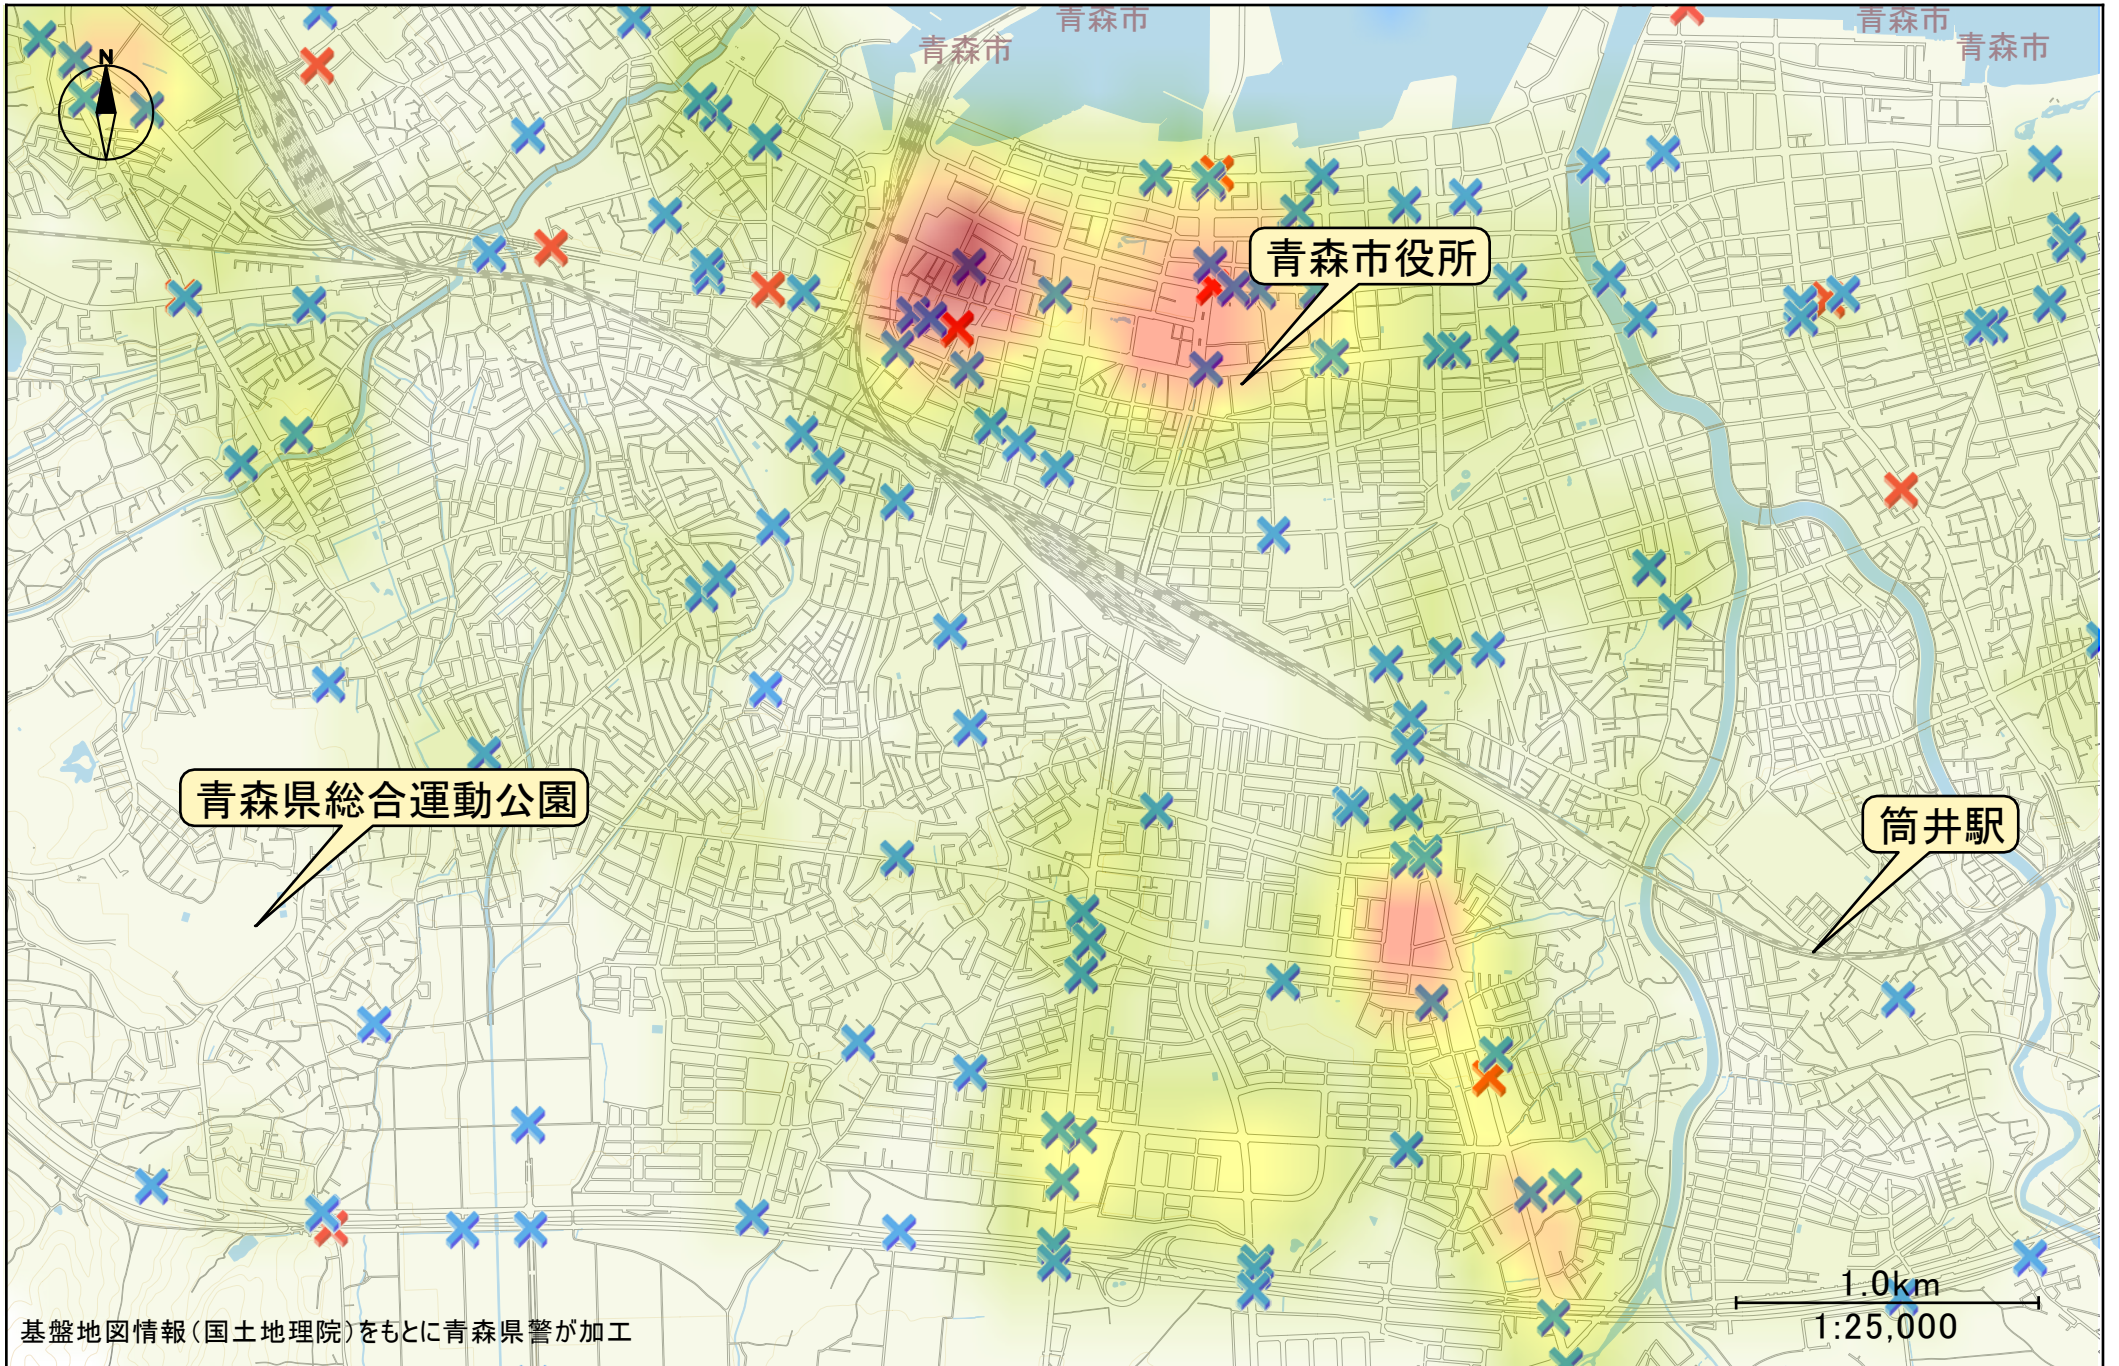 青森市
青森市
青森市
青森市
N
青森市役所
青森県総合運動公園
筒井駅
1.0km
1:25,000
基盤地図情報(国土地理院)をもとに青森県警が加工